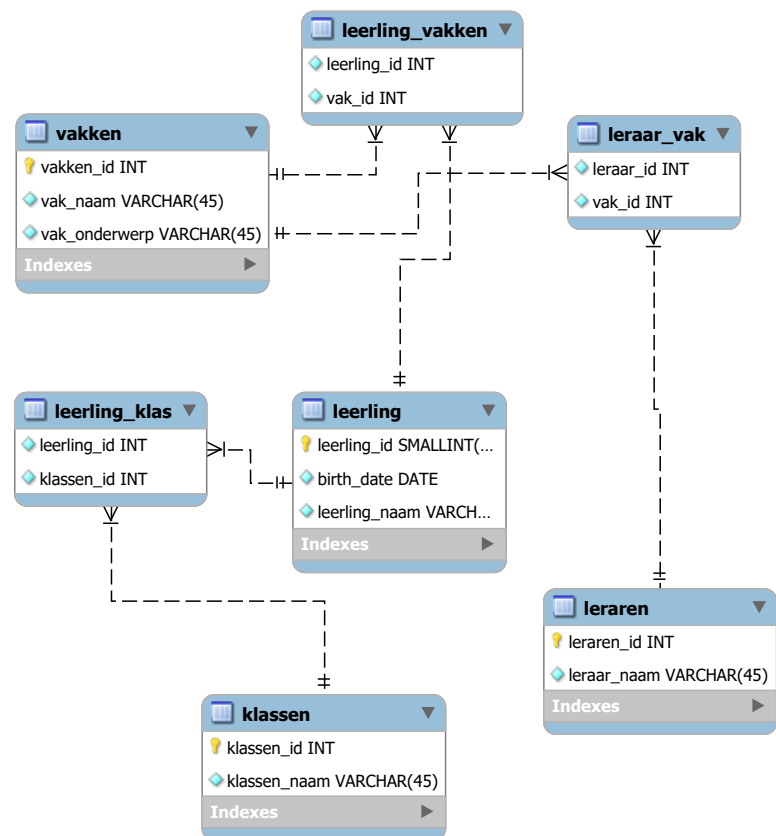 leerling_vakken
leerling_id INT
vak_id INT
vakken
vakken_id INT
vak_naam VARCHAR(45)
vak_onderwerp VARCHAR(45)
Indexes
leraar_vak
leraar_id INT
vak_id INT
leerling_klas
leerling_id INT
klassen_id INT
leerling
leerling_id SMALLINT(...
birth_date DATE
leerling_naam VARCH...
Indexes
leraren
leraren_id INT
leraar_naam VARCHAR(45)
Indexes
klassen
klassen_id INT
klassen_naam VARCHAR(45)
Indexes